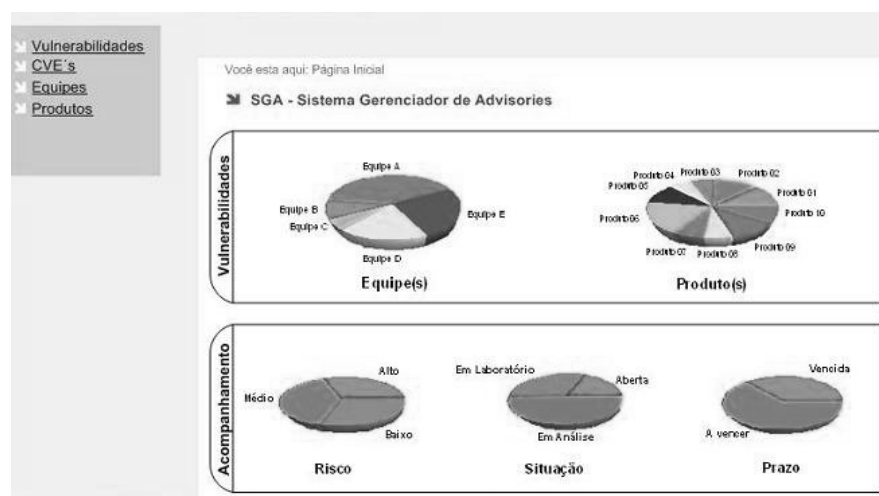 Vulnerabilidades
CVE´s
Equipes
Produtos
Você esta aqui: Página Inicial
SGA - Sistema Gerenciador de Advisories
Vulnerabilidades
Equipe A
Equipe B
Equipe C
Equipe D
Equipe E
Equipe(s)
Produto 04
Produto 03
Produto 02
Produto 05
Produto 01
Produto 06
Produto 10
Produto 07
Produto 08
Produto 09
Produto(s)
Acompanhamento
Alto
Médio
Baixo
Risco
Em Laboratório
Aberta
Em Análise
Situação
Vencida
A vencer
Prazo